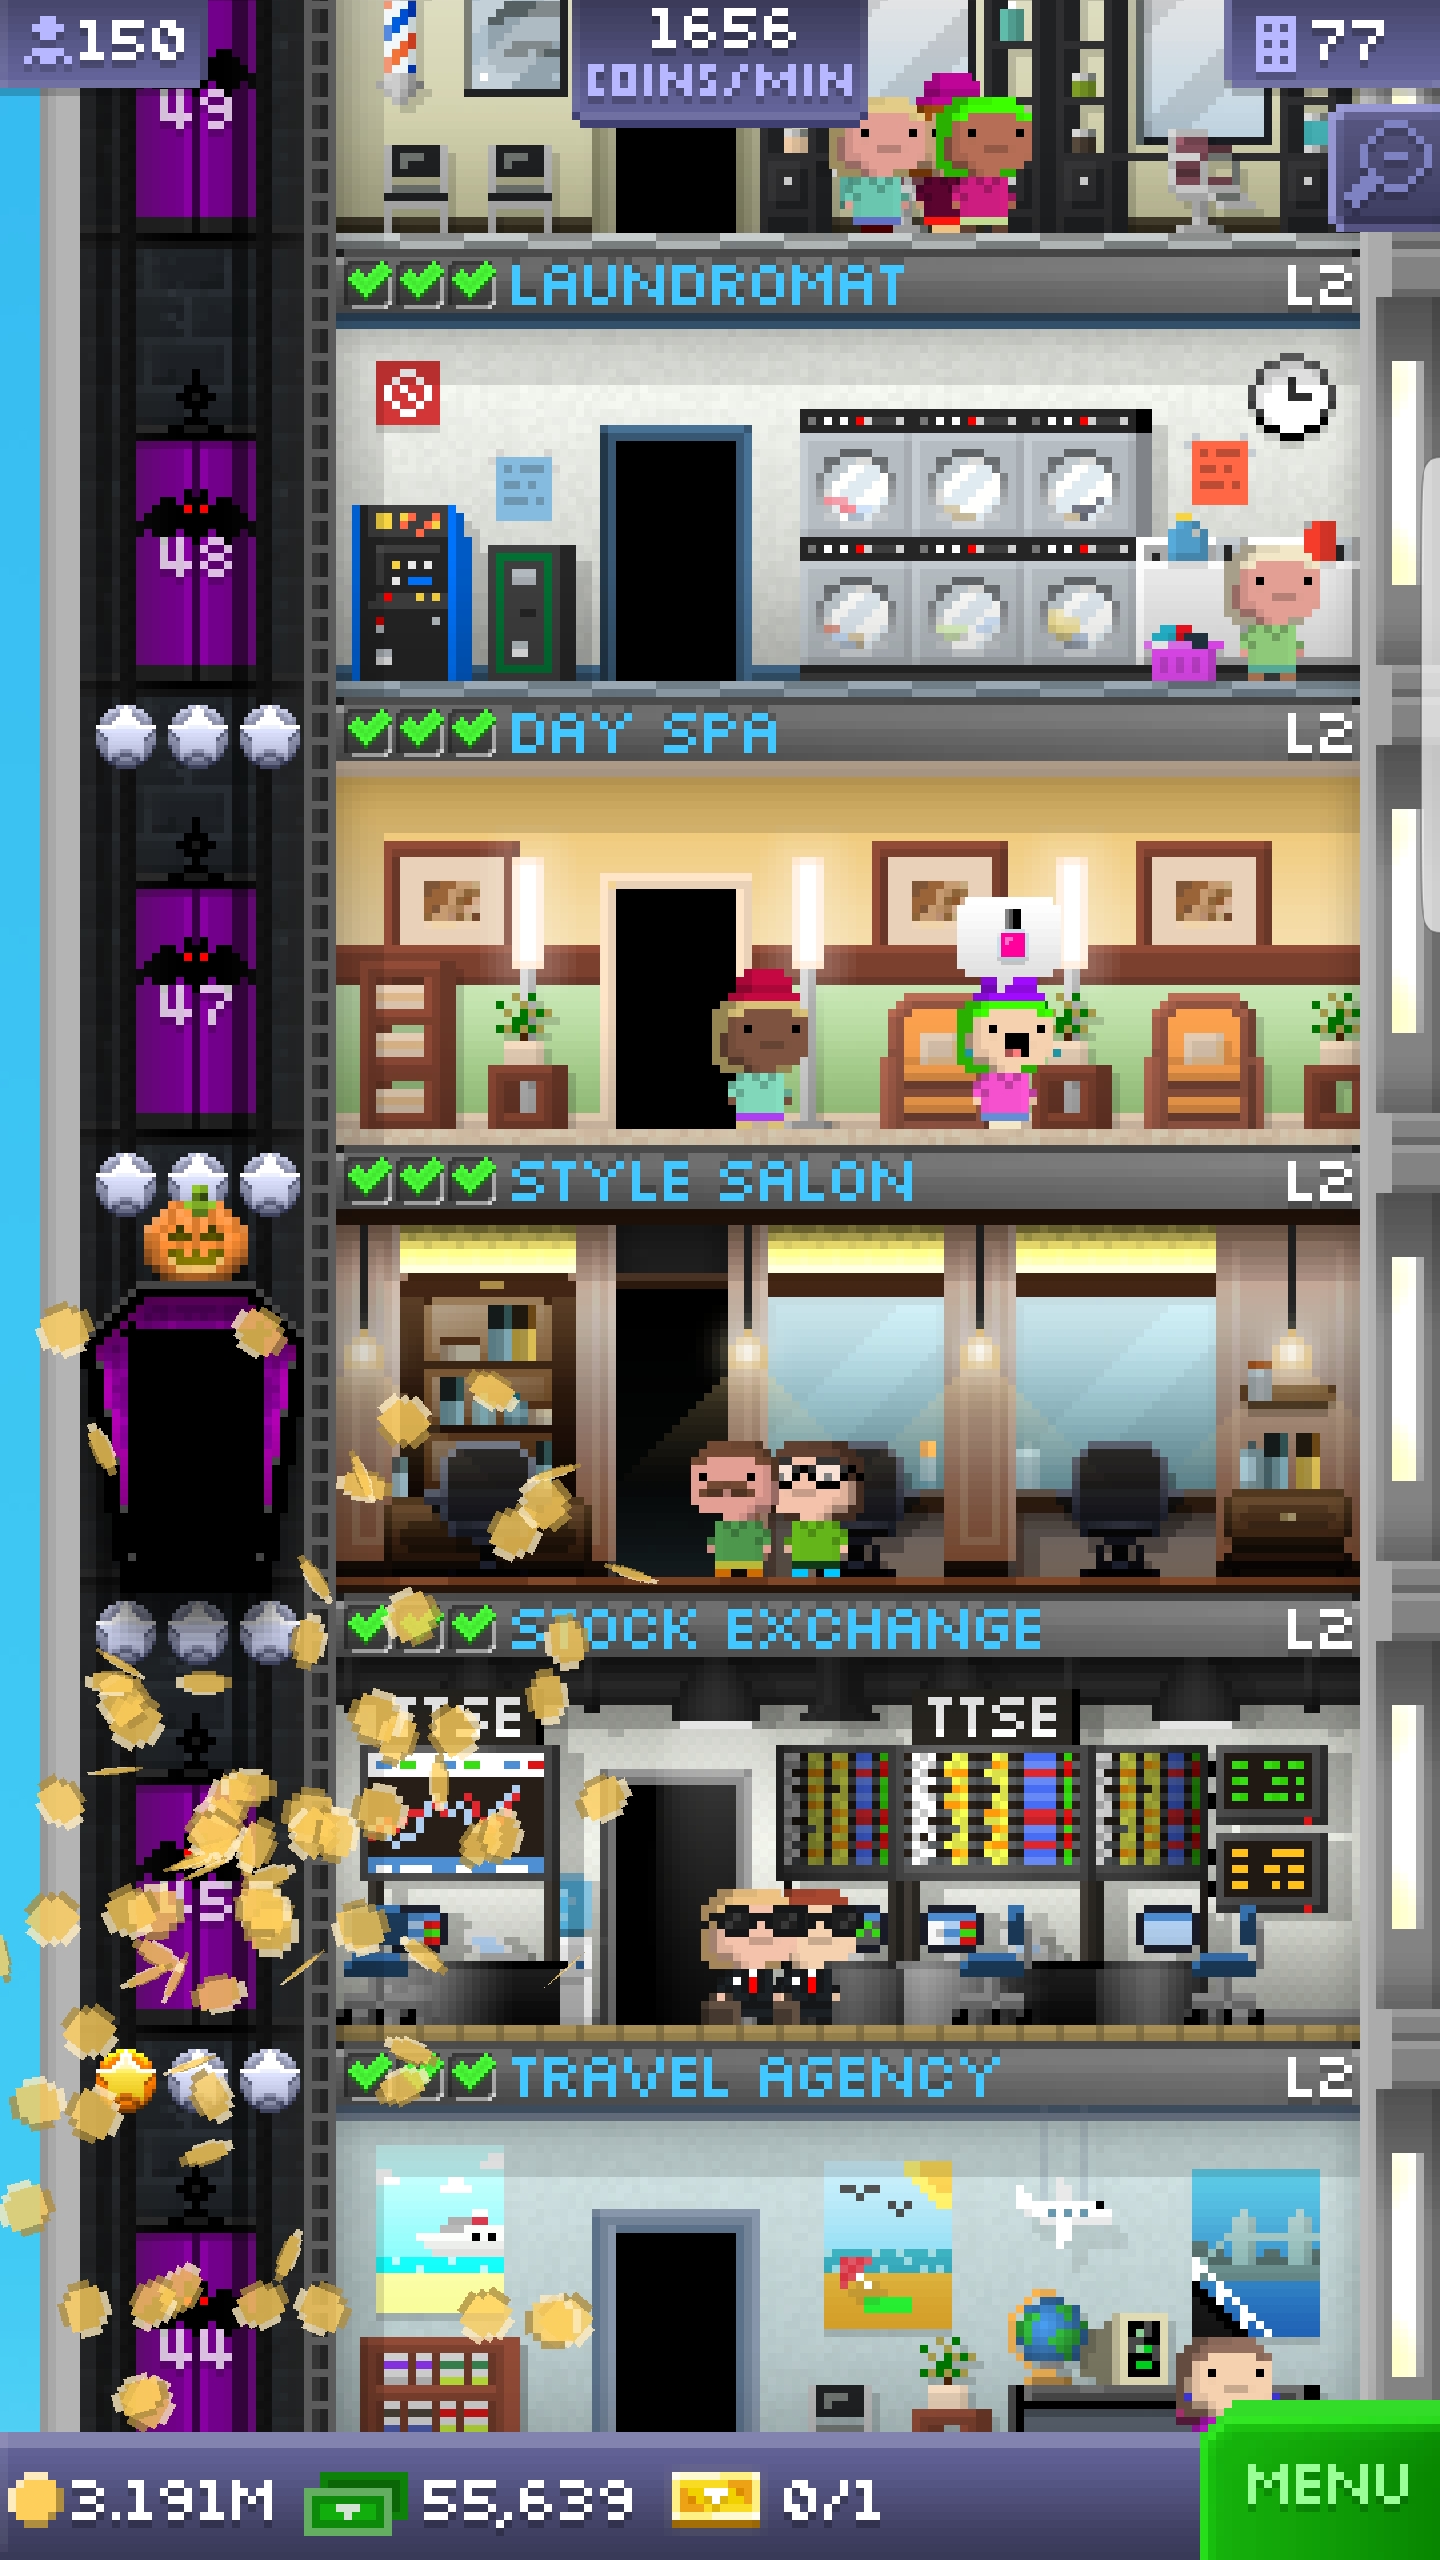 150
1656
COINS/MIN
77
49
LAUNDROMAT L2
48
DAY SPA L2
47
STYLE SALON L2
STOCK EXCHANGE L2
TTSE
45
TRAVEL AGENCY L2
44
3.191M 55,639 0/1
MENU